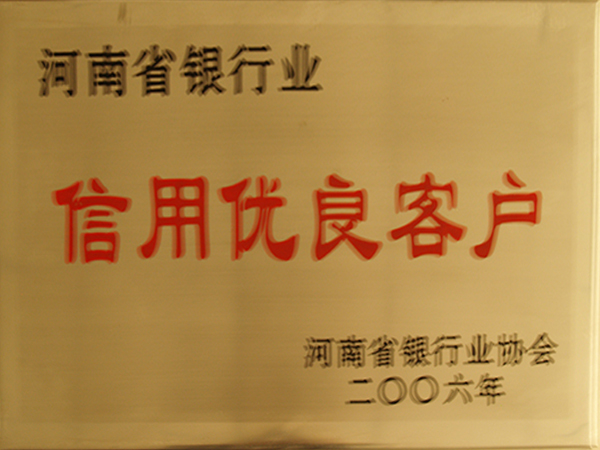 河南省银行业
信用优良客户
河南省银行业协会
二〇〇六年